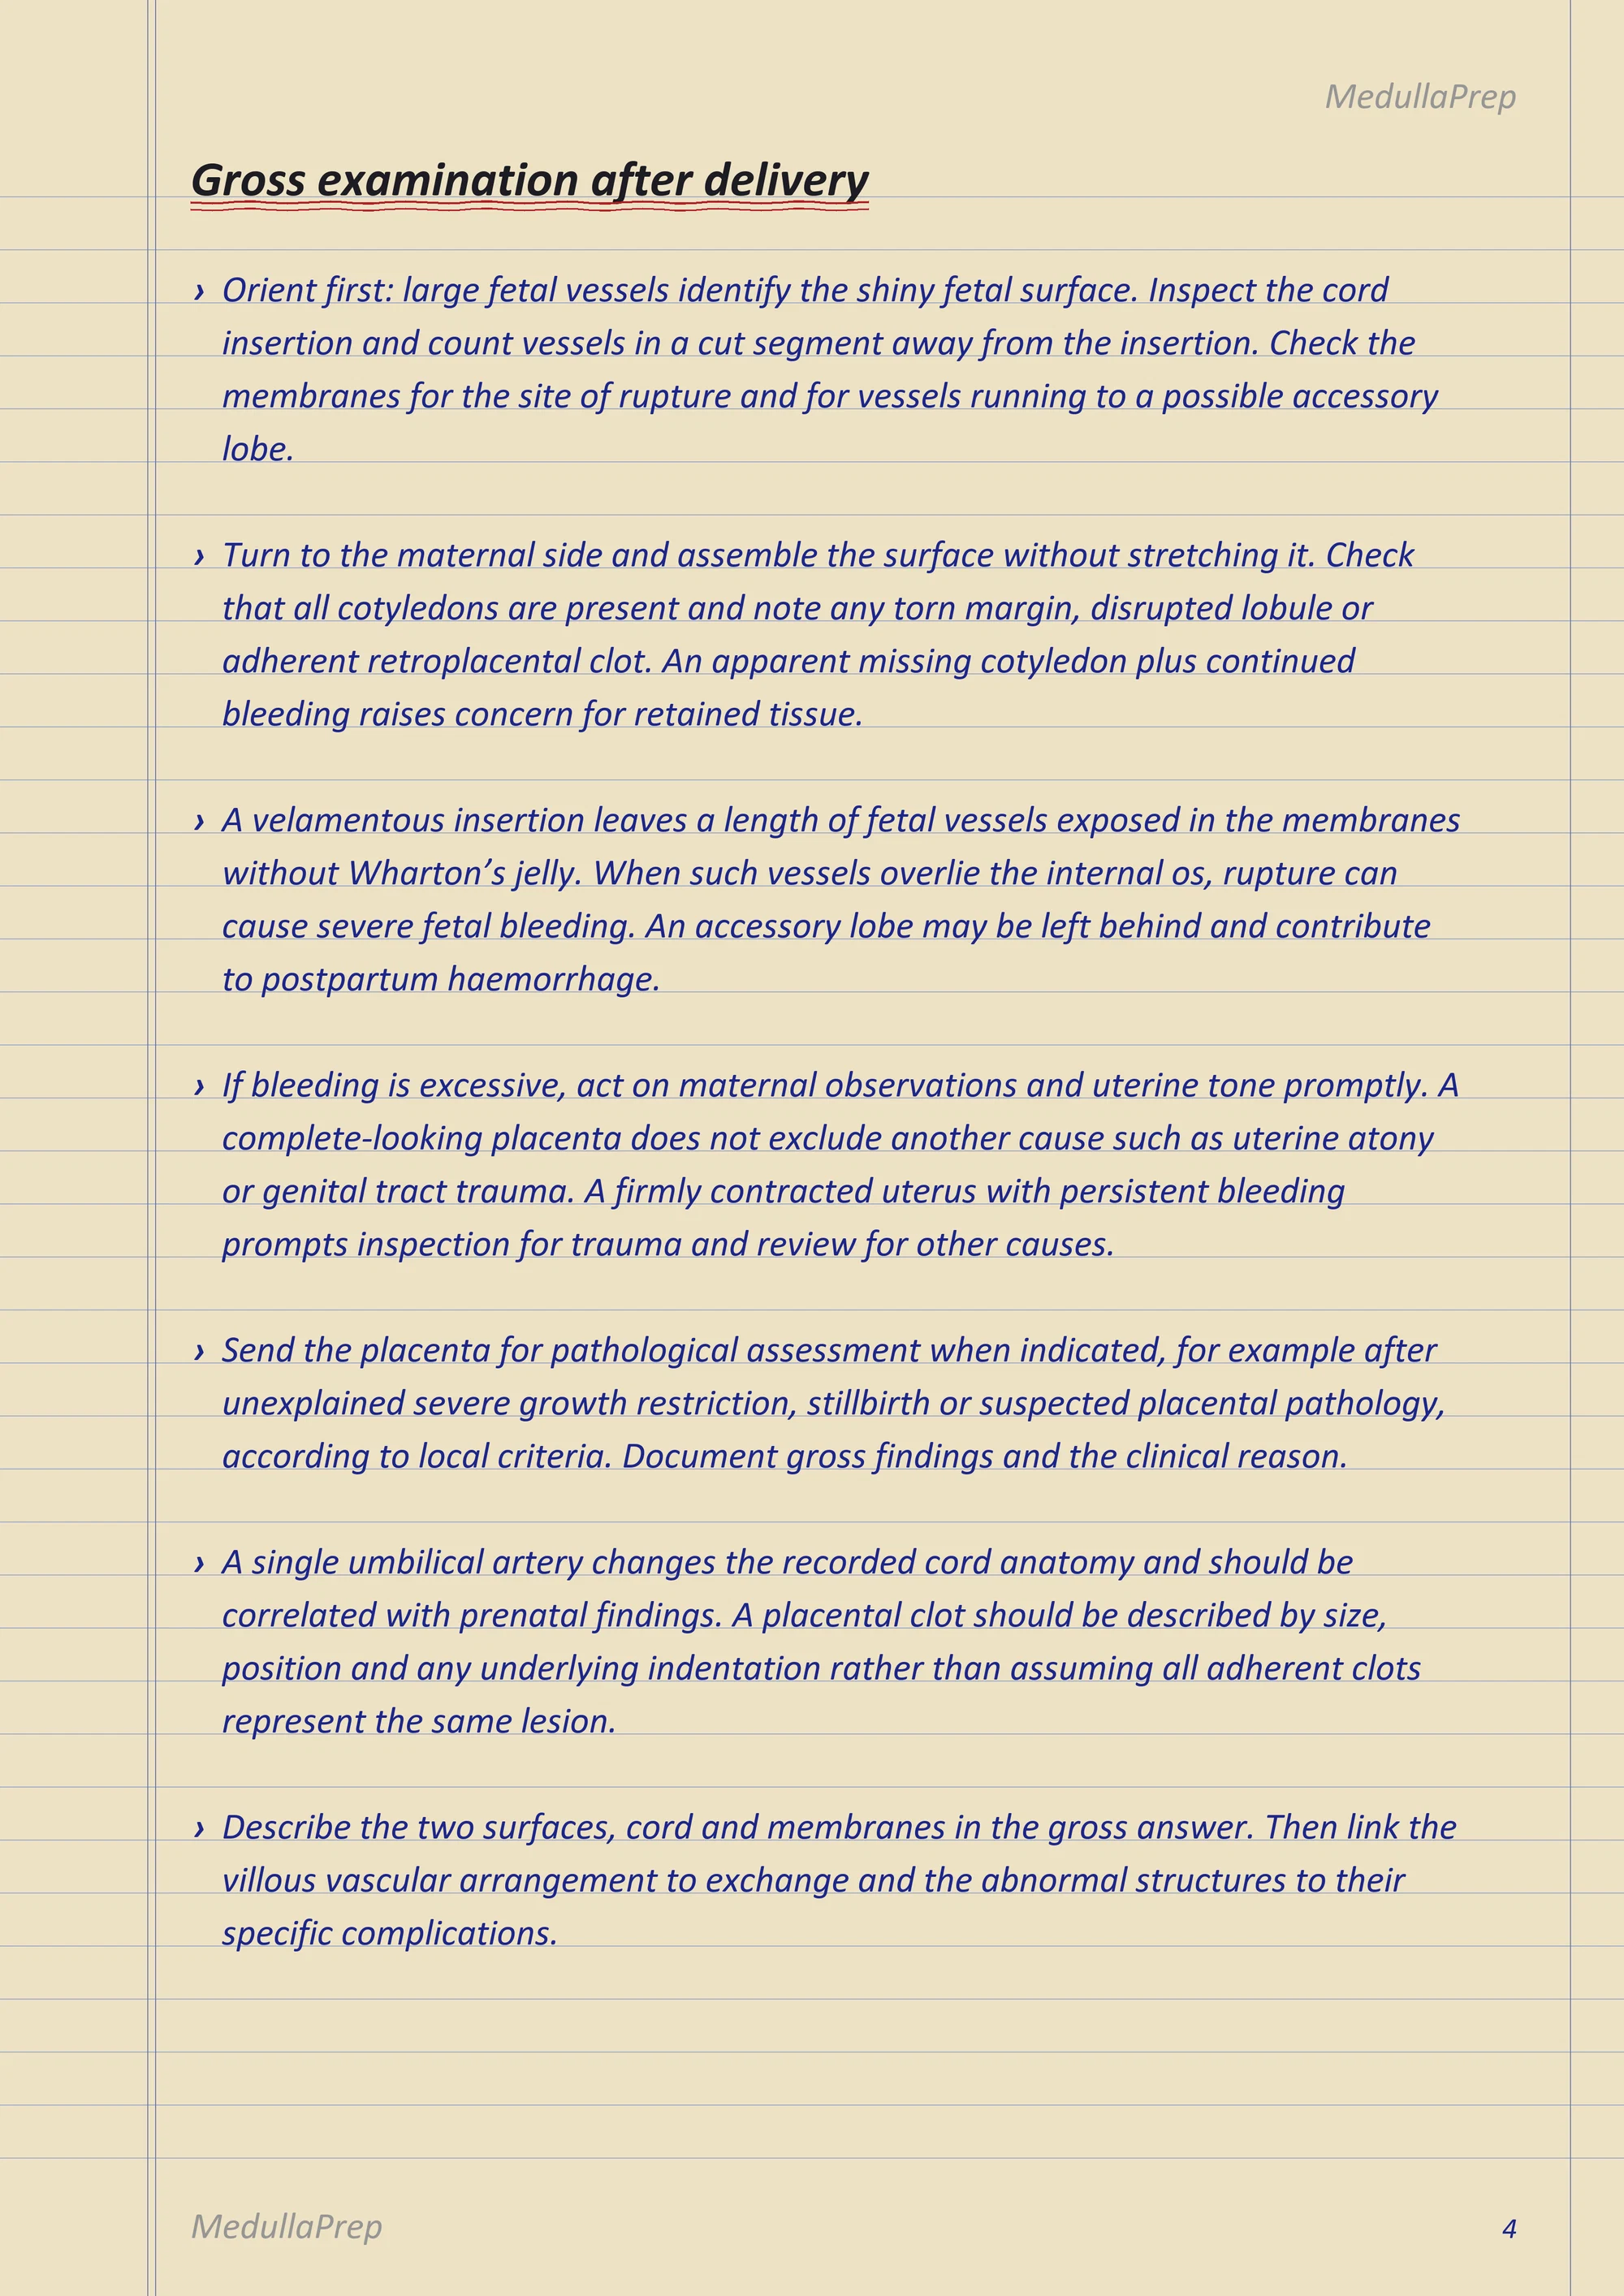 MedullaPrep
Gross examination after delivery
› Orient first: large fetal vessels identify the shiny fetal surface. Inspect the cord
insertion and count vessels in a cut segment away from the insertion. Check the
membranes for the site of rupture and for vessels running to a possible accessory
lobe.
› Turn to the maternal side and assemble the surface without stretching it. Check
that all cotyledons are present and note any torn margin, disrupted lobule or
adherent retroplacental clot. An apparent missing cotyledon plus continued
bleeding raises concern for retained tissue.
› A velamentous insertion leaves a length of fetal vessels exposed in the membranes
without Wharton’s jelly. When such vessels overlie the internal os, rupture can
cause severe fetal bleeding. An accessory lobe may be left behind and contribute
to postpartum haemorrhage.
› If bleeding is excessive, act on maternal observations and uterine tone promptly. A
complete-looking placenta does not exclude another cause such as uterine atony
or genital tract trauma. A firmly contracted uterus with persistent bleeding
prompts inspection for trauma and review for other causes.
› Send the placenta for pathological assessment when indicated, for example after
unexplained severe growth restriction, stillbirth or suspected placental pathology,
according to local criteria. Document gross findings and the clinical reason.
› A single umbilical artery changes the recorded cord anatomy and should be
correlated with prenatal findings. A placental clot should be described by size,
position and any underlying indentation rather than assuming all adherent clots
represent the same lesion.
› Describe the two surfaces, cord and membranes in the gross answer. Then link the
villous vascular arrangement to exchange and the abnormal structures to their
specific complications.
MedullaPrep
4